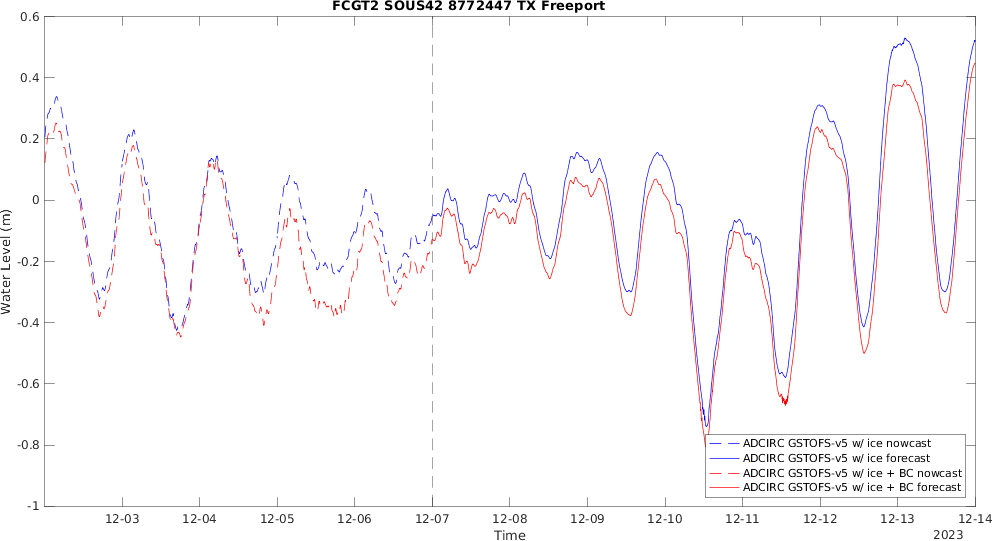 FCGT2 SOUS42 8772447 TX Freeport
0.6
0.4
0.2
0
-0.2
-0.4
-0.6
-0.8
-1
Water Level (m)
ADCIRC GSTOFS-v5 w/ ice nowcast
ADCIRC GSTOFS-v5 w/ ice forecast
ADCIRC GSTOFS-v5 w/ ice + BC nowcast
ADCIRC GSTOFS-v5 w/ ice + BC forecast
12-03 12-04 12-05 12-06 12-07 12-08 12-09 12-10 12-11 12-12 12-13 12-14
Time
2023